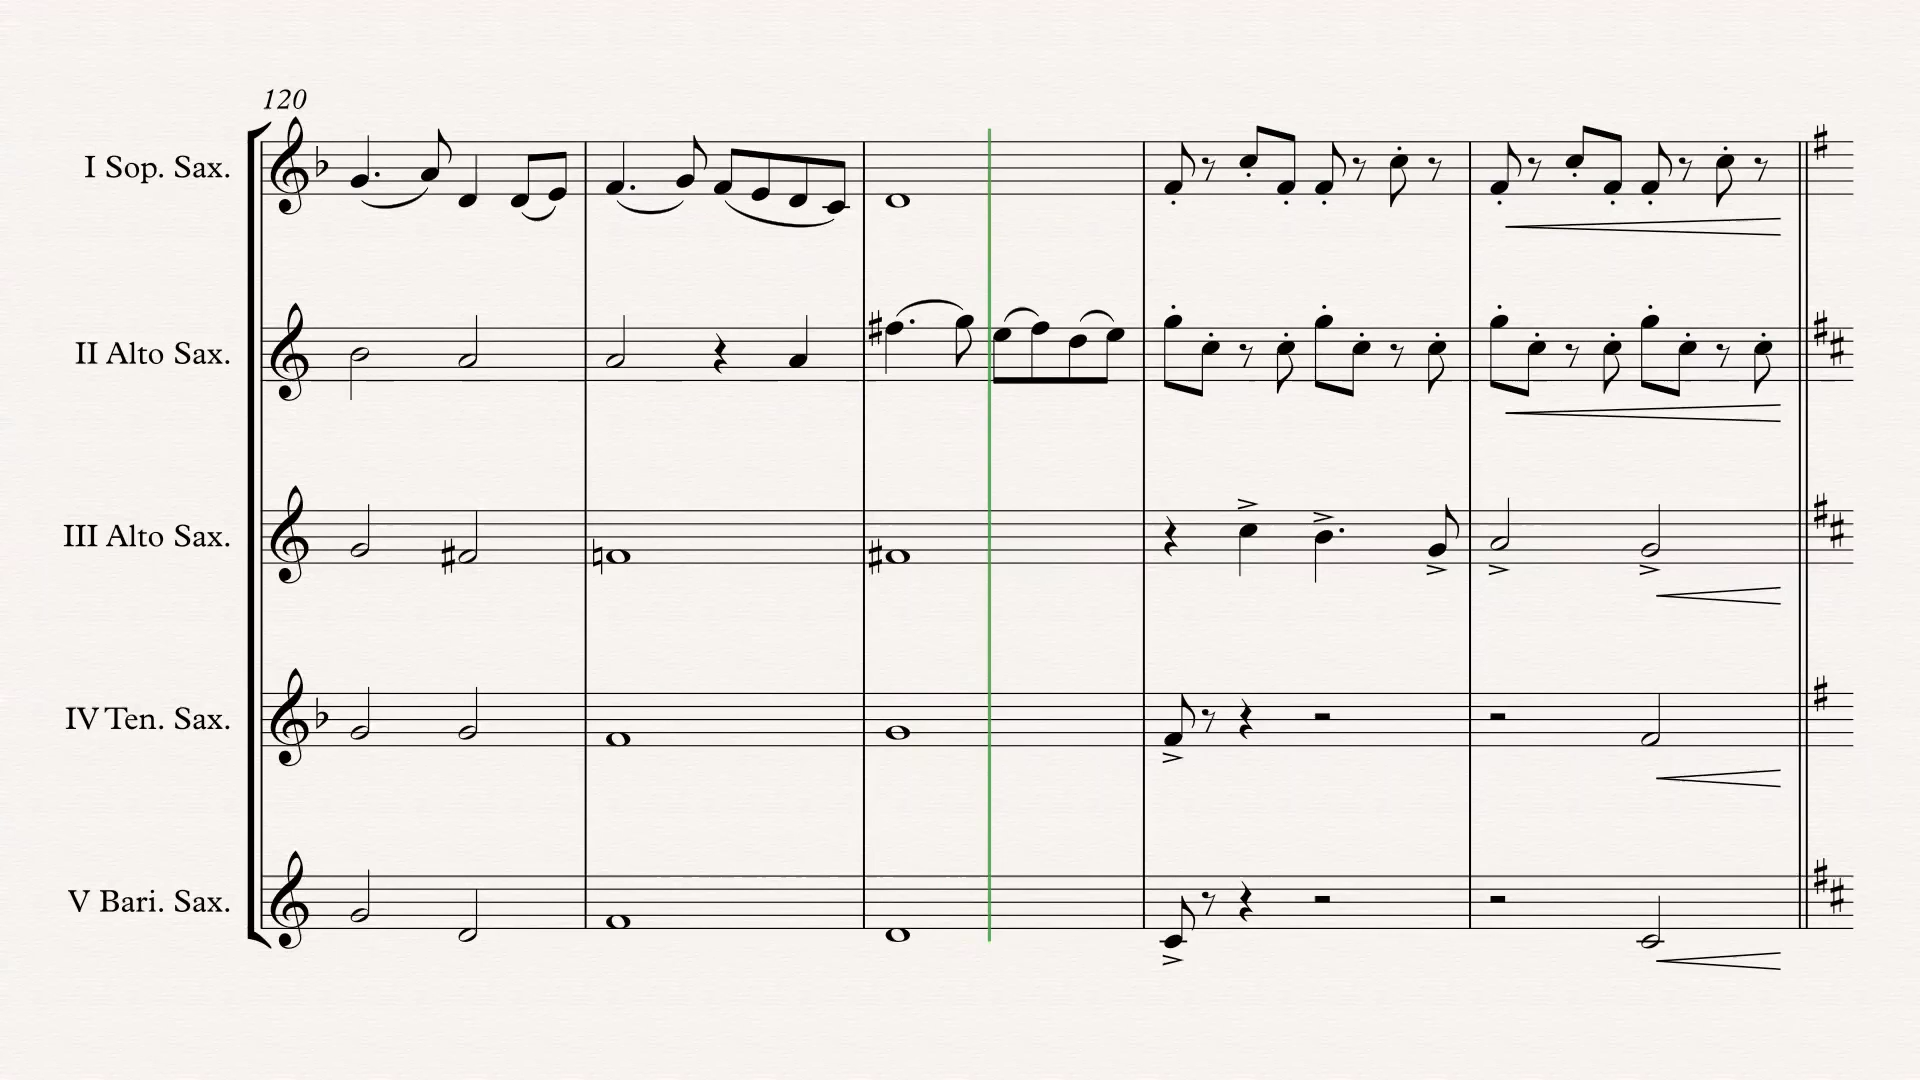 120
I Sop. Sax.
II Alto Sax.
III Alto Sax.
IV Ten. Sax.
V Bari. Sax.